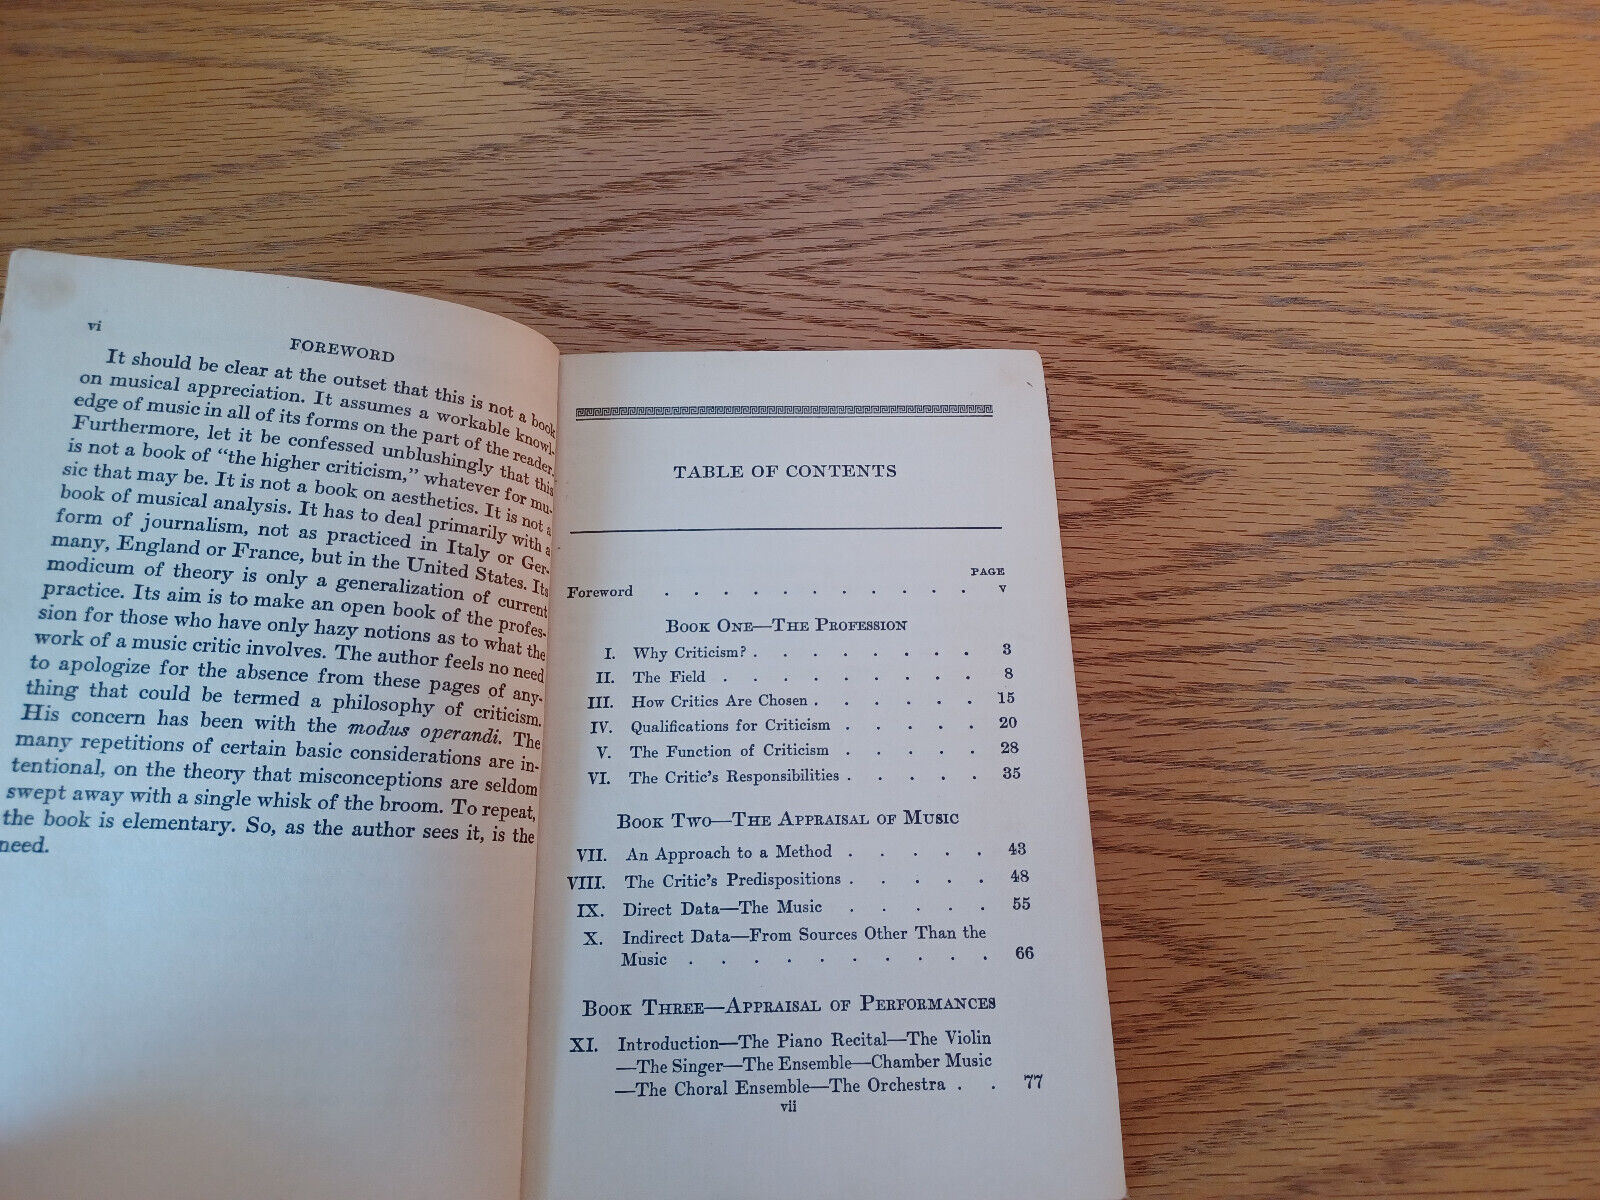 vi
FOREWORD
It should be clear at the outset that this is not a book
on musical appreciation. It assumes a workable knowl-
edge of music in all of its forms on the part of the reader.
Furthermore, let it be confessed unblushingly that this
is not a book of "the higher criticism," whatever for mu-
sic that may be. It is not a book on aesthetics. It is not a
book of musical analysis. It has to deal primarily with a
form of journalism, not as practiced in Italy or Ger-
many, England or France, but in the United States. Its
modicum of theory is only a generalization of current
practice. Its aim is to make an open book of the profes-
sion for those who have only hazy notions as to what the
work of a music critic involves. The author feels no need
to apologize for the absence from these pages of any-
thing that could be termed a philosophy of criticism.
His concern has been with the modus operandi. The
many repetitions of certain basic considerations are in-
tentional, on the theory that misconceptions are seldom
swept away with a single whisk of the broom. To repeat,
the book is elementary. So, as the author sees it, is the
need.
TABLE OF CONTENTS
PAGE
Foreword . . . . . . . . . . . v
BOOK ONE—THE PROFESSION
I. Why Criticism? . . . . . . . . 3
II. The Field . . . . . . . . . 8
III. How Critics Are Chosen . . . . . . 15
IV. Qualifications for Criticism . . . . . 20
V. The Function of Criticism . . . . . 28
VI. The Critic's Responsibilities . . . . . 35
BOOK TWO—THE APPRAISAL OF MUSIC
VII. An Approach to a Method . . . . . 43
VIII. The Critic's Predispositions . . . . . 48
IX. Direct Data—The Music . . . . . 55
X. Indirect Data—From Sources Other Than the
Music . . . . . . . . . . 66
BOOK THREE—APPRAISAL OF PERFORMANCES
XI. Introduction—The Piano Recital—The Violin
—The Singer—The Ensemble—Chamber Music
—The Choral Ensemble—The Orchestra . . 77
vii